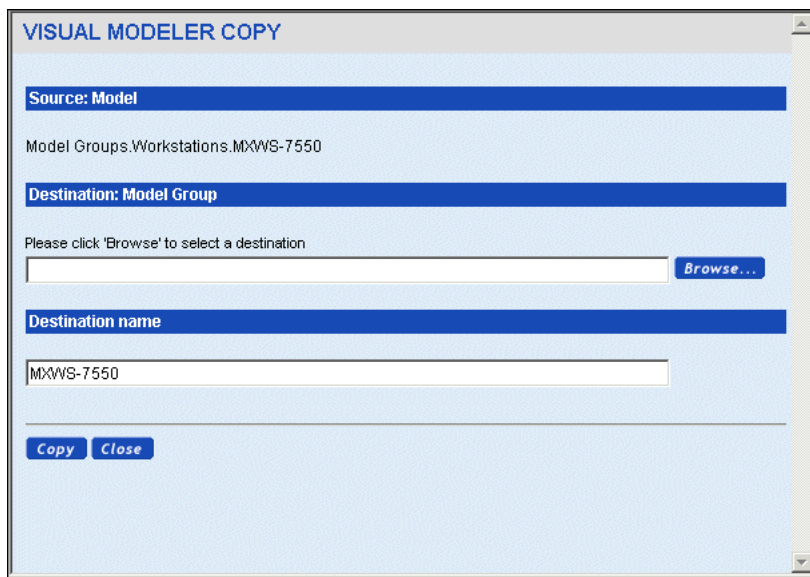 VISUAL MODELER COPY
Source: Model
Model Groups.Workstations.MXWS-7550
Destination: Model Group
Please click 'Browse' to select a destination
Browse...
Destination name
MXWS-7550
Copy Close